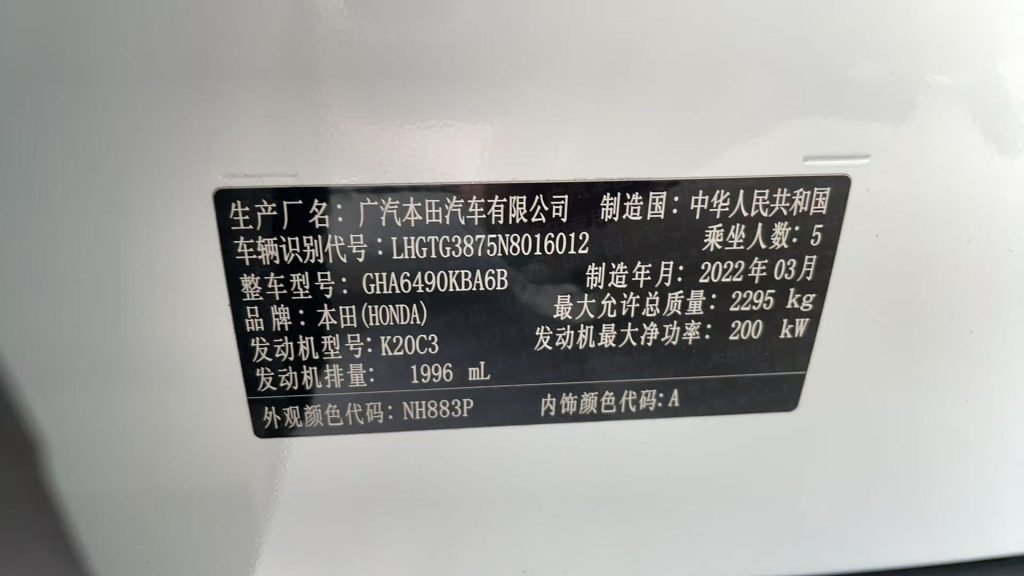 生产厂名：广汽本田汽车有限公司 制造国：中华人民共和国
车辆识别代号：LHGTG3875N8016012 乘坐人数：5
整车型号：GHA6490KBA6B 制造年月：2022年03月
品牌：本田(HONDA) 最大允许总质量：2295 kg
发动机型号：K20C3 发动机最大净功率：200 kW
发动机排量： 1996 mL
外观颜色代码：NH883P 内饰颜色代码：A